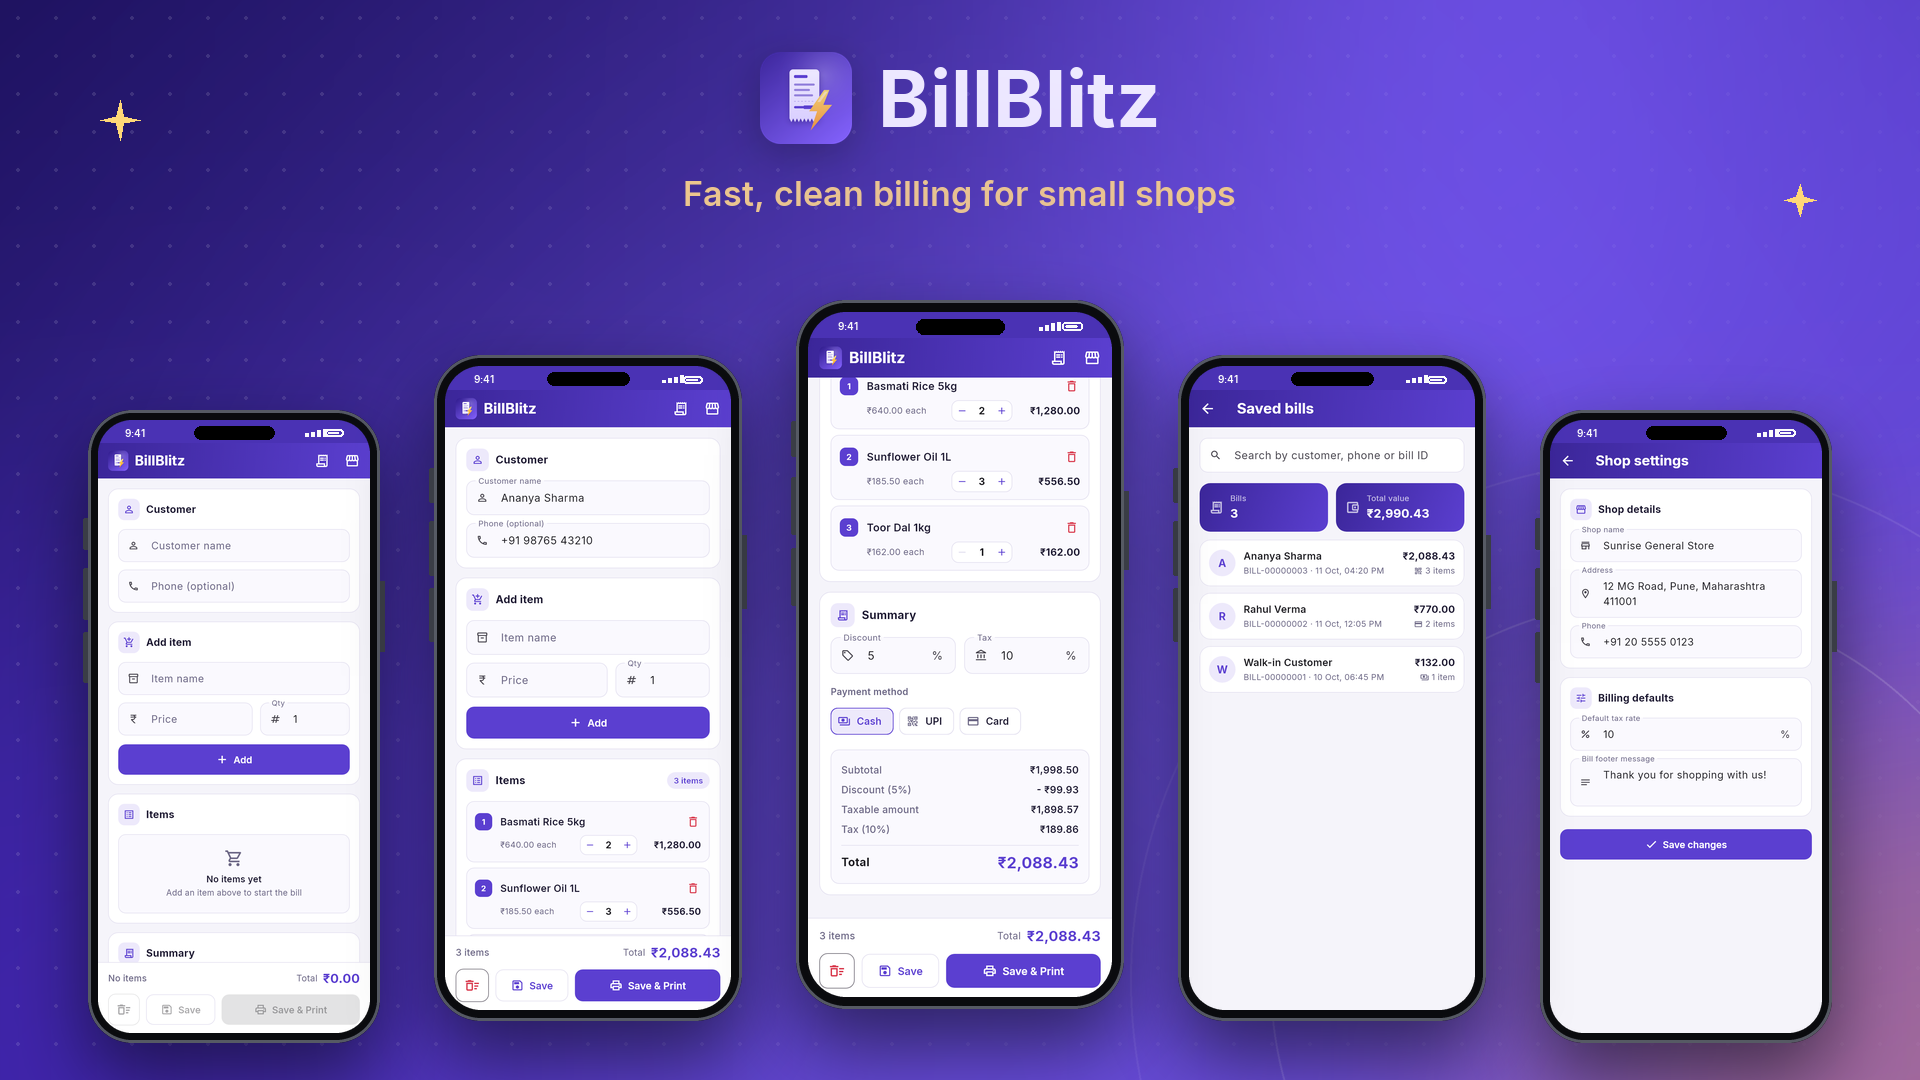 BillBlitz
Fast, clean billing for small shops
9:41
BillBlitz
Customer
Customer name
Phone (optional)
Add item
Item name
Price
Qty
# 1
+ Add
Items
No items yet
Add an item above to start the bill
Summary
No items
Total ₹0.00
Save
Save & Print
9:41
BillBlitz
Customer
Customer name
Ananya Sharma
Phone (optional)
+91 98765 43210
Add item
Item name
₹ Price
Qty
# 1
+ Add
Items
3 items
1 Basmati Rice 5kg
₹640.00 each − 2 + ₹1,280.00
2 Sunflower Oil 1L
₹185.50 each − 3 + ₹556.50
3 items
Total ₹2,088.43
Save
Save & Print
9:41
BillBlitz
1 Basmati Rice 5kg
₹640.00 each − 2 + ₹1,280.00
2 Sunflower Oil 1L
₹185.50 each − 3 + ₹556.50
3 Toor Dal 1kg
₹162.00 each − 1 + ₹162.00
Summary
Discount
5 %
Tax
10 %
Payment method
Cash UPI Card
Subtotal ₹1,998.50
Discount (5%) - ₹99.93
Taxable amount ₹1,898.57
Tax (10%) ₹189.86
Total ₹2,088.43
3 items
Total ₹2,088.43
Save
Save & Print
9:41
Saved bills
Search by customer, phone or bill ID
Bills
3
Total value
₹2,990.43
A Ananya Sharma ₹2,088.43
BILL-00000003 · 11 Oct, 04:20 PM 3 items
R Rahul Verma ₹770.00
BILL-00000002 · 11 Oct, 12:05 PM 2 items
W Walk-in Customer ₹132.00
BILL-00000001 · 10 Oct, 06:45 PM 1 item
9:41
Shop settings
Shop details
Shop name
Sunrise General Store
Address
12 MG Road, Pune, Maharashtra
411001
Phone
+91 20 5555 0123
Billing defaults
Default tax rate
% 10 %
Bill footer message
Thank you for shopping with us!
Save changes